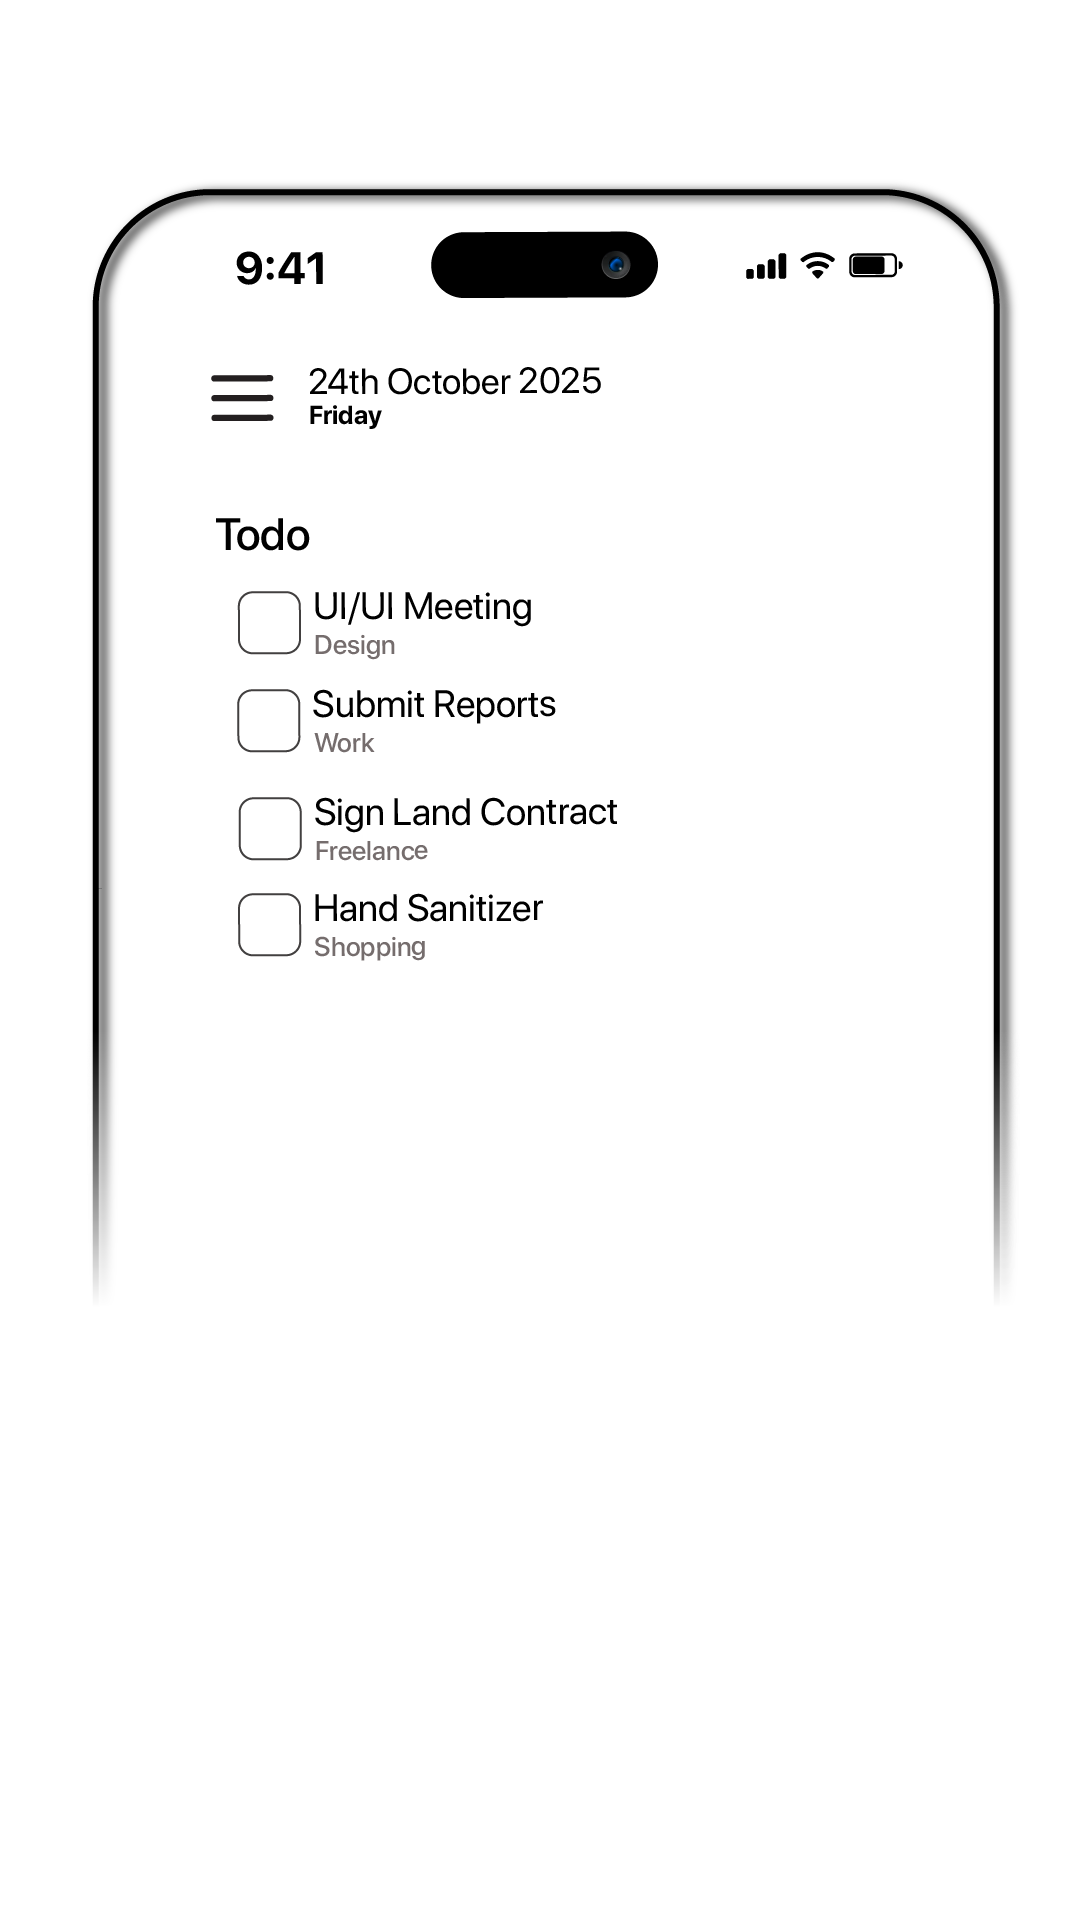 9:41
24th October 2025
Friday
Todo
UI/UI Meeting
Design
Submit Reports
Work
Sign Land Contract
Freelance
Hand Sanitizer
Shopping